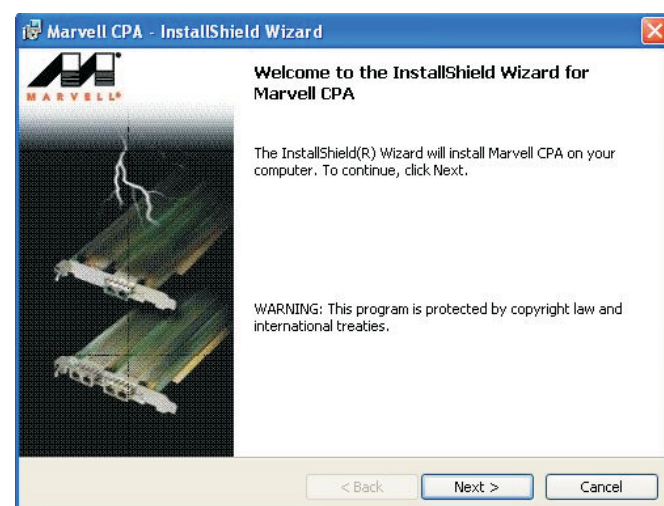 Marvell CPA - InstallShield Wizard
MARVELL®
Welcome to the InstallShield Wizard for
Marvell CPA
The InstallShield(R) Wizard will install Marvell CPA on your
computer. To continue, click Next.
WARNING: This program is protected by copyright law and
international treaties.
< Back
Next >
Cancel